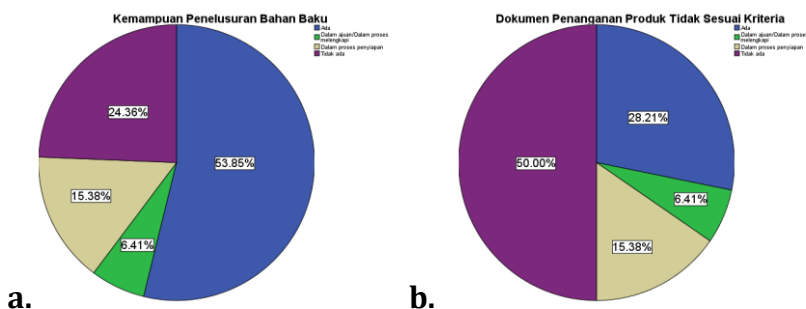 Kemampuan Penelusuran Bahan Baku
Ada
Dalam ajuan/Dalam proses
melengkapi
Dalam proses penyiapan
Tidak ada
24.36%
53.85%
15.38%
6.41%
a.
Dokumen Penanganan Produk Tidak Sesuai Kriteria
Ada
Dalam ajuan/Dalam proses
melengkapi
Dalam proses penyiapan
Tidak ada
28.21%
50.00%
6.41%
15.38%
b.